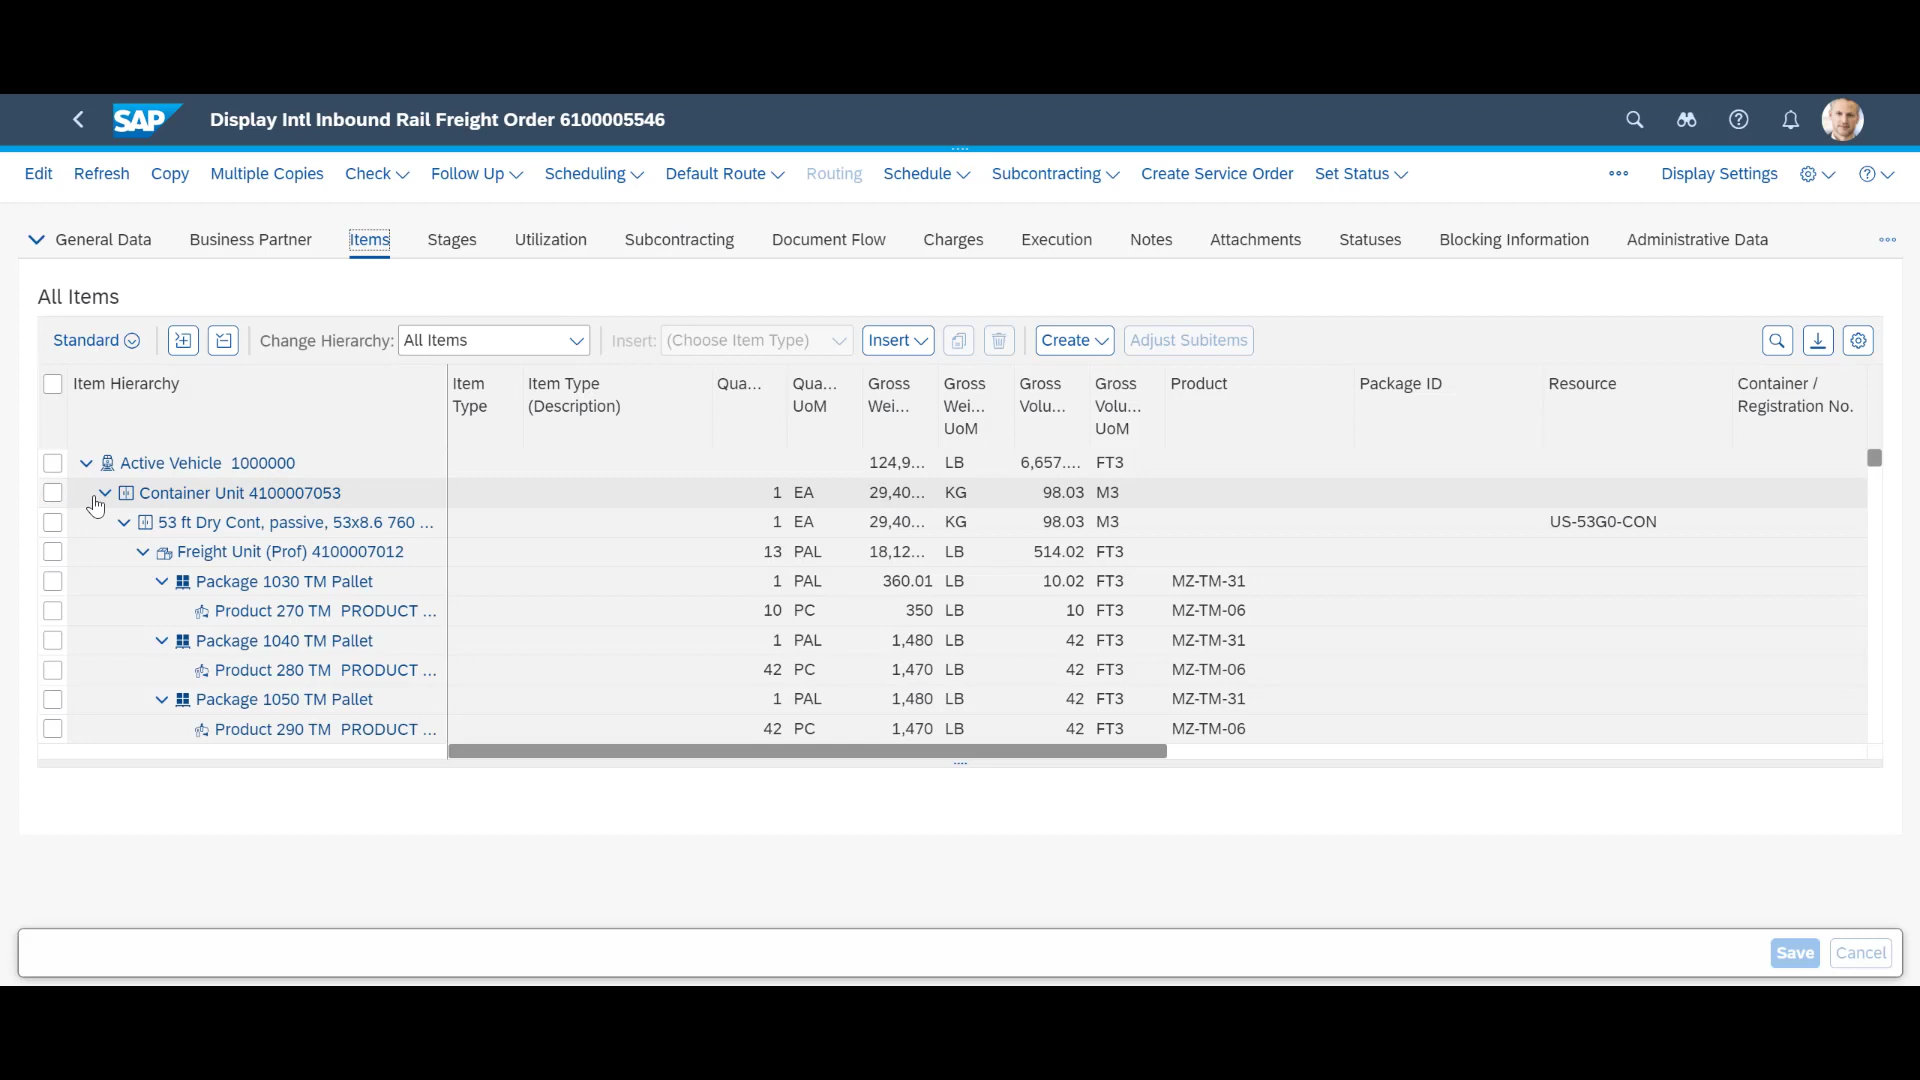 SAP Display Intl Inbound Rail Freight Order 6100005546
Edit Refresh Copy Multiple Copies Check Follow Up Scheduling Default Route Routing Schedule Subcontracting Create Service Order Set Status Display Settings
General Data Business Partner Items Stages Utilization Subcontracting Document Flow Charges Execution Notes Attachments Statuses Blocking Information Administrative Data
All Items
Standard Change Hierarchy: All Items Insert: (Choose Item Type) Insert Create Adjust Subitems
Item Hierarchy Item Item Type Qua... Qua... Gross Gross Gross Gross Product Package ID Resource Container /
Type (Description) UoM Wei... Wei... Volu... Volu... Registration No.
UoM UoM
Active Vehicle 1000000 124,9... LB 6,657.... FT3
Container Unit 4100007053 1 EA 29,40... KG 98.03 M3
53 ft Dry Cont, passive, 53x8.6 760 ... 1 EA 29,40... KG 98.03 M3 US-53G0-CON
Freight Unit (Prof) 4100007012 13 PAL 18,12... LB 514.02 FT3
Package 1030 TM Pallet 1 PAL 360.01 LB 10.02 FT3 MZ-TM-31
Product 270 TM PRODUCT ... 10 PC 350 LB 10 FT3 MZ-TM-06
Package 1040 TM Pallet 1 PAL 1,480 LB 42 FT3 MZ-TM-31
Product 280 TM PRODUCT ... 42 PC 1,470 LB 42 FT3 MZ-TM-06
Package 1050 TM Pallet 1 PAL 1,480 LB 42 FT3 MZ-TM-31
Product 290 TM PRODUCT ... 42 PC 1,470 LB 42 FT3 MZ-TM-06
Save Cancel